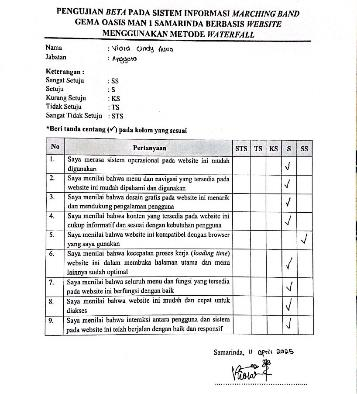 PENGUJIAN BETA PADA SISTEM INFORMASI MARCHING BAND
GEMA OASIS MAN 1 SAMARINDA BERBASIS WEBSITE
MENGGUNAKAN METODE WATERFALL
Nama :
Jabatan : Anggota
Keterangan :
Sangat Setuju : SS
Setuju : S
Kurang Setuju : KS
Tidak Setuju : TS
Sangat Tidak Setuju : STS
*Beri tanda centang (✓) pada kolom yang sesuai
No Pertanyaan STS TS KS S SS
1. Saya merasa sistem operasional pada website ini mudah
digunakan ✓
2. Saya menilai bahwa menu dan navigasi yang tersedia pada
website ini mudah dipahami dan digunakan ✓
3. Saya menilai bahwa desain grafis pada website ini menarik
dan mendukung pengalaman pengguna ✓
4. Saya menilai bahwa konten yang tersedia pada website ini
cukup informatif dan sesuai dengan kebutuhan pengguna ✓
5. Saya menilai bahwa website ini kompatibel dengan browser
yang saya gunakan ✓
6. Saya menilai bahwa kecepatan proses kerja (loading time)
website ini dalam membuka halaman utama dan menu
lainnya sudah optimal ✓
7. Saya menilai bahwa seluruh menu dan fungsi yang tersedia
pada website ini berfungsi dengan baik ✓
8. Saya menilai bahwa website ini mudah dan cepat untuk
diakses ✓
9. Saya menilai bahwa interaksi antara pengguna dan sistem
pada website ini telah berjalan dengan baik dan responsif ✓
Samarinda, 11 April 2025